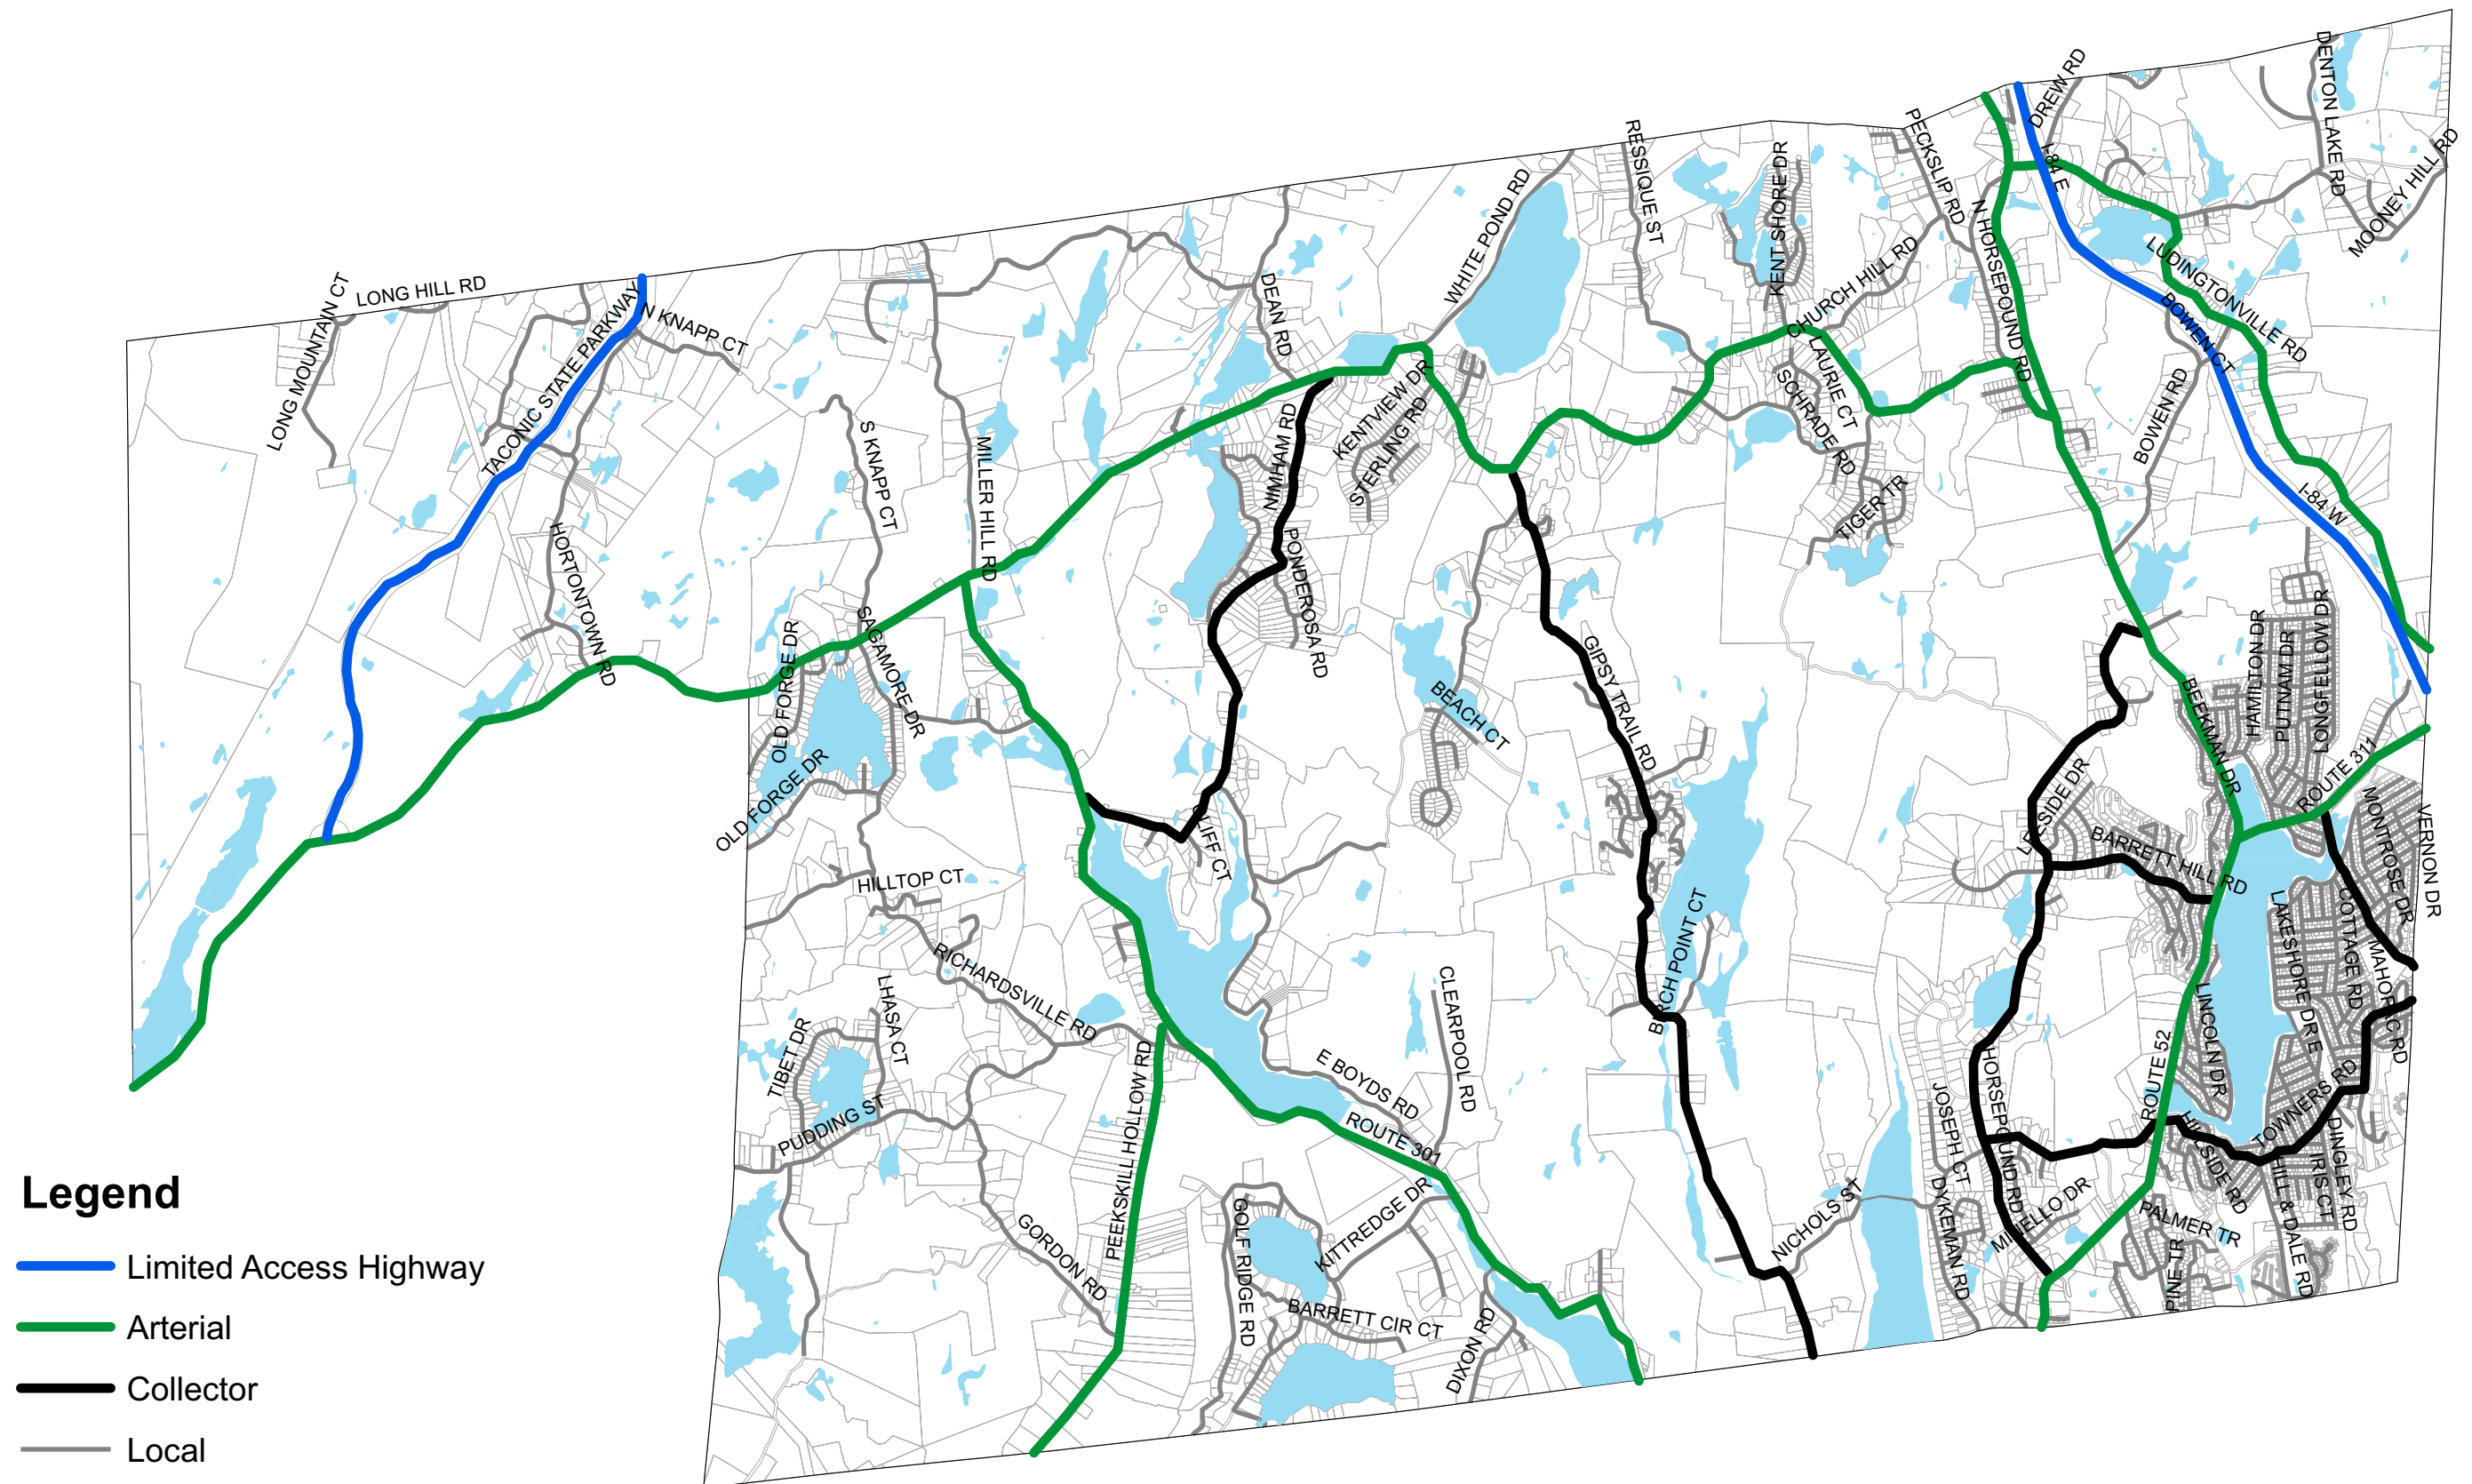 DENTON LAKE RD
DREW RD
I-84 E
PECKSLIP RD
RESSIQUE ST
KENT SHORE DR
WHITE POND RD
MOONEY HILL RD
N HORSEPOUND RD
LUDINGTONVILLE RD
CHURCH HILL RD
LONG HILL RD
LONG MOUNTAIN CT
TACONIC STATE PARKWAY
N KNAPP CT
DEAN RD
BOWEN CT
KENTVIEW DR
STERLING RD
LAURIE CT
SCHRADE RD
BOWEN RD
NIMHAM RD
S KNAPP CT
MILLER HILL RD
TIGER TR
I-84 W
HORTONTOWN RD
PONDEROSA RD
OLD FORGE DR
SAGAMORE DR
GIPSY TRAIL RD
BEACH CT
HAMILTON DR
PUTNAM DR
LONGFELLOW DR
BEEKMAN DR
ROUTE 311
OLD FORGE DR
LEESIDE DR
BARRETT HILL RD
MONTROSE DR
VERNON DR
CLIFF CT
HILLTOP CT
RICHARDSVILLE RD
BIRCH POINT CT
LAKESHORE DR E
COTTAGE RD
MAHOPAC RD
LHASA CT
TIBET DR
CLEARPOOL RD
LINCOLN DR
ROUTE 52
PUDDING ST
PEEKSKILL HOLLOW RD
E BOYDS RD
ROUTE 301
JOSEPH CT
HORSEPOUND RD
HILLSIDE RD
TOWNERS RD
DINGLEY RD
IRIS CT
HILL & DALE RD
GORDON RD
GOLF RIDGE RD
KITTREDGE DR
NICHOLS ST
DYKEMAN RD
MINELLO DR
PALMER TR
PINE TR
BARRETT CIR CT
DIXON RD
Legend
Limited Access Highway
Arterial
Collector
Local